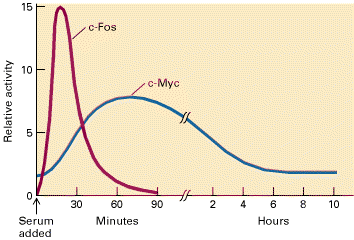 15
c-Fos
10
c-Myc
Relative activity
5
0
30 60 90 2 4 6 8 10
Serum added
Minutes
Hours